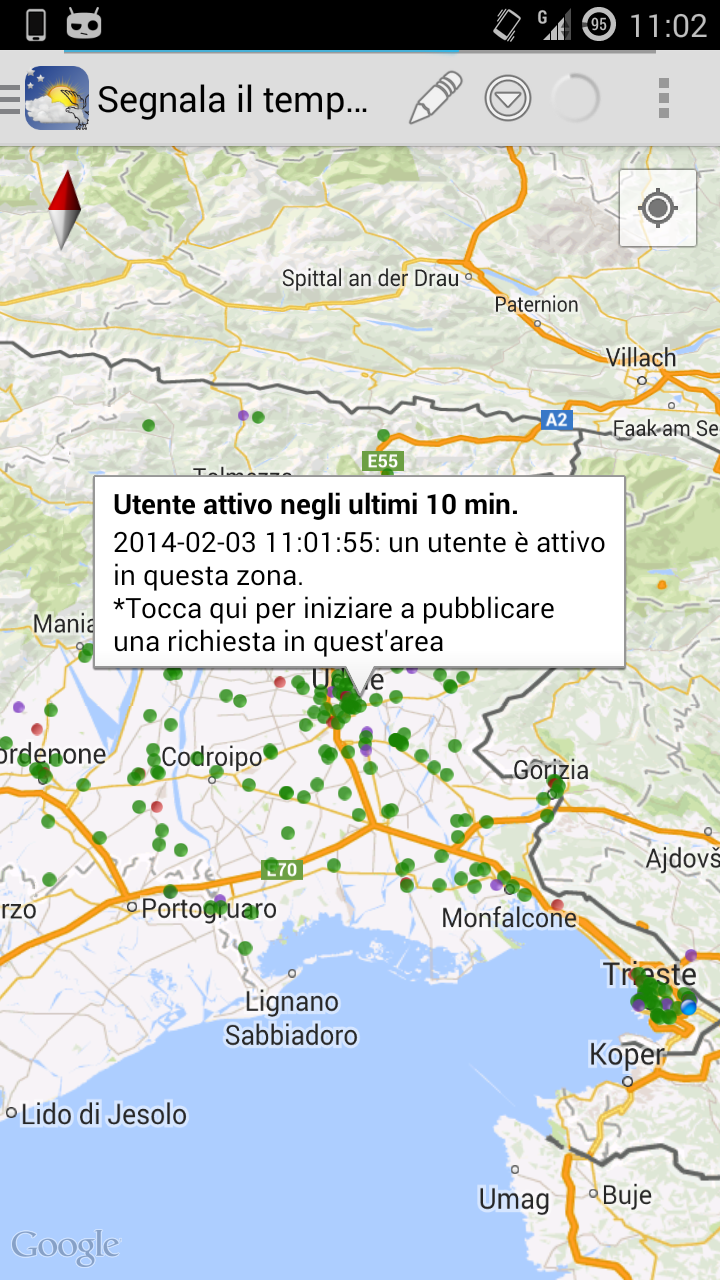 G
95
11:02
Segnala il temp...
Spittal an der Drau
Paternion
Villach
A2
Faak am Se
E55
Tolmezzo
Utente attivo negli ultimi 10 min.
2014-02-03 11:01:55: un utente è attivo
in questa zona.
*Tocca qui per iniziare a pubblicare
una richiesta in quest'area
Mania
Udine
ordenone
Codroipo
Gorizia
Ajdovš
E70
rzo
Portogruaro
Monfalcone
Trieste
Lignano
Sabbiadoro
Koper
Lido di Jesolo
Umag
Buje
Google